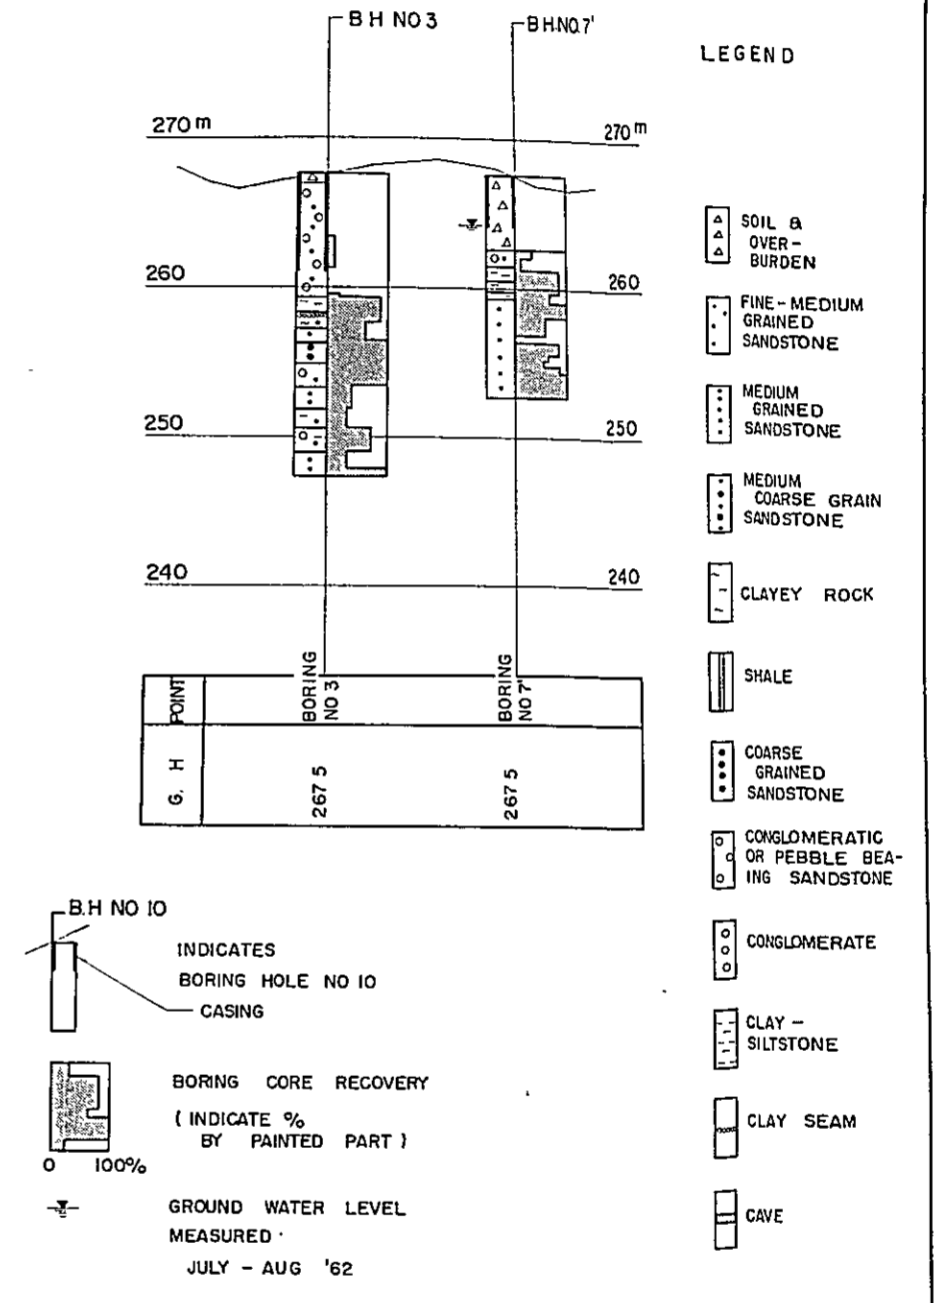 B H NO 3
B H.NO.7'
LEGEND
270 m
270 m
260
260
250
250
240
240
SOIL &
OVER-
BURDEN
FINE-MEDIUM
GRAINED
SANDSTONE
MEDIUM
GRAINED
SANDSTONE
MEDIUM
COARSE GRAIN
SANDSTONE
CLAYEY ROCK
SHALE
COARSE
GRAINED
SANDSTONE
CONGLOMERATIC
OR PEBBLE BEA-
ING SANDSTONE
CONGLOMERATE
CLAY -
SILTSTONE
CLAY SEAM
CAVE
POINT
BORING
NO 3
BORING
NO 7'
G. H
267 5
267 5
B.H NO 10
INDICATES
BORING HOLE NO 10
CASING
BORING CORE RECOVERY
( INDICATE %
BY PAINTED PART )
0 100%
GROUND WATER LEVEL
MEASURED ·
JULY - AUG '62